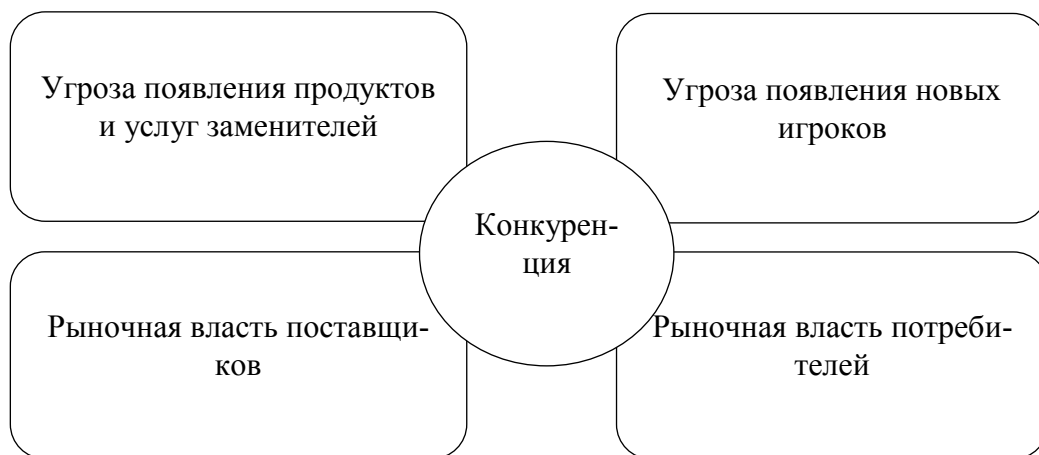 Угроза появления продуктов
и услуг заменителей
Угроза появления новых
игроков
Конкурен-
ция
Рыночная власть поставщи-
ков
Рыночная власть потреби-
телей